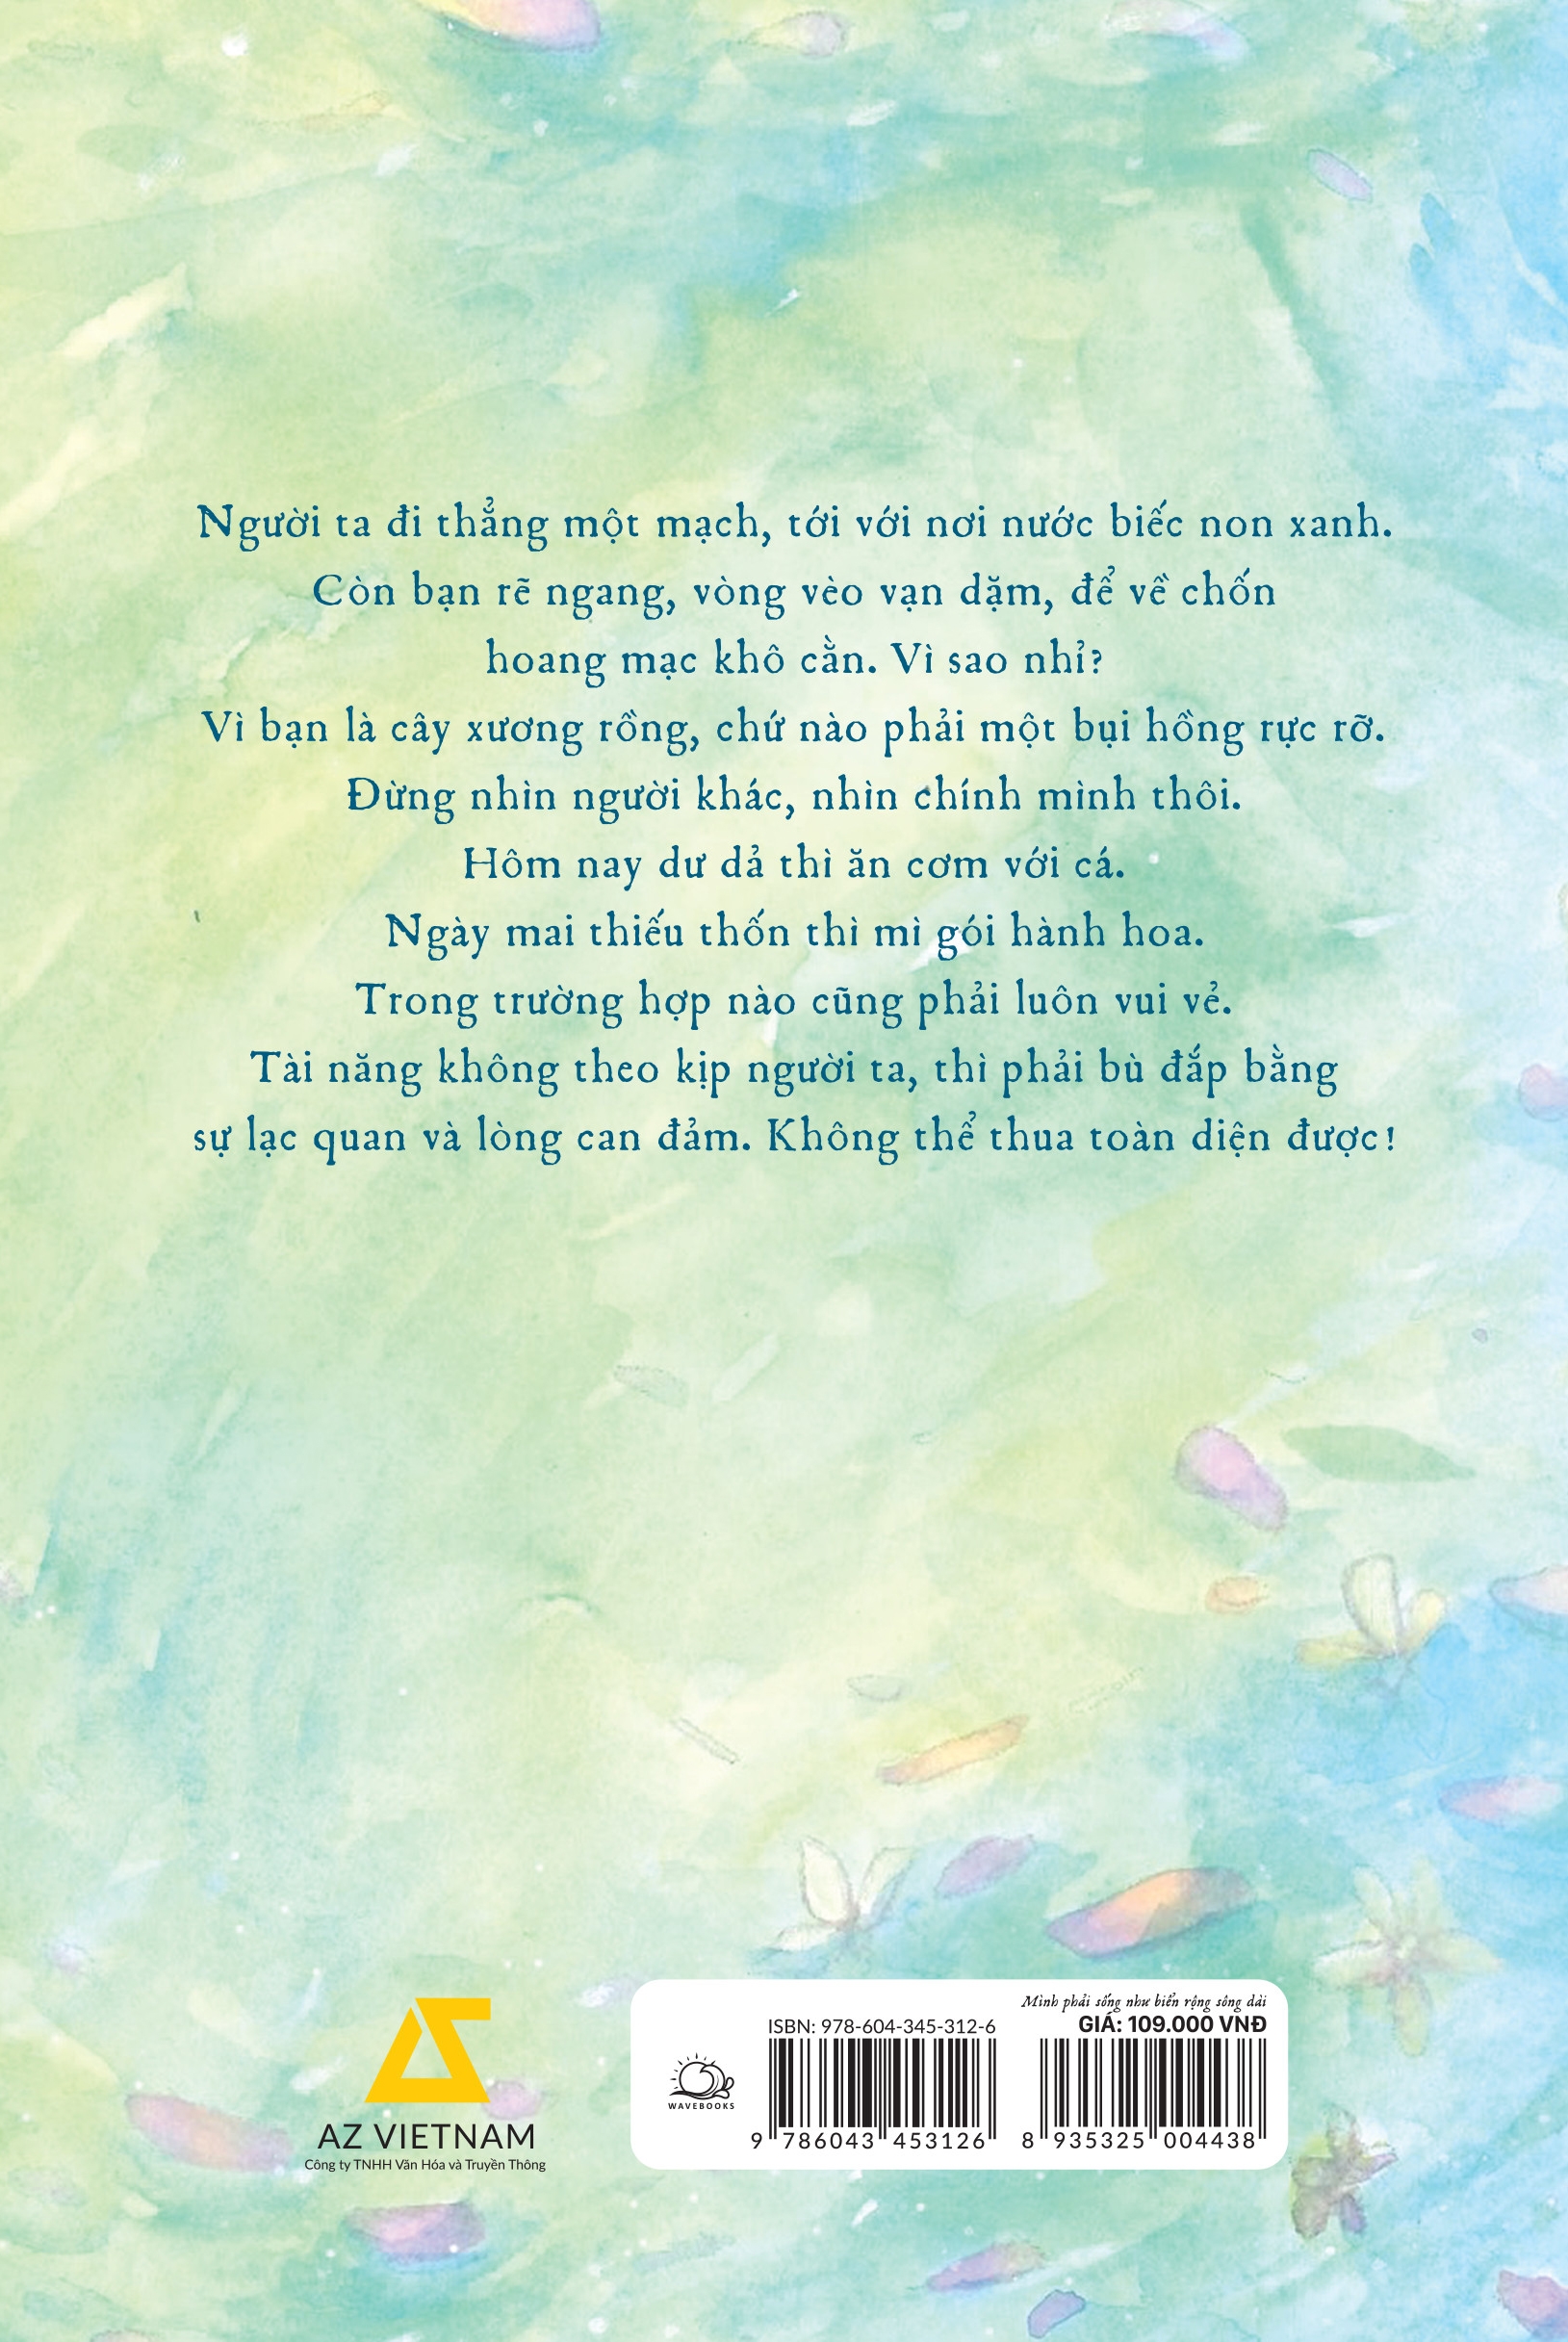 Người ta đi thẳng một mạch, tới với nơi nước biếc non xanh.
Còn bạn rẽ ngang, vòng vèo vạn dặm, để về chốn
hoang mạc khô cằn. Vì sao nhỉ?
Vì bạn là cây xương rồng, chứ nào phải một bụi hồng rực rỡ.
Đừng nhìn người khác, nhìn chính mình thôi.
Hôm nay dư dả thì ăn cơm với cá.
Ngày mai thiếu thốn thì mì gói hành hoa.
Trong trường hợp nào cũng phải luôn vui vẻ.
Tài năng không theo kịp người ta, thì phải bù đắp bằng
sự lạc quan và lòng can đảm. Không thể thua toàn diện được!
AZ VIETNAM
Công ty TNHH Văn Hóa và Truyền Thông
WAVEBOOKS
ISBN: 978-604-345-312-6
9 786043 453126
Mình phải sống như biển rộng sông dài
GIÁ: 109.000 VNĐ
8 935325 004438